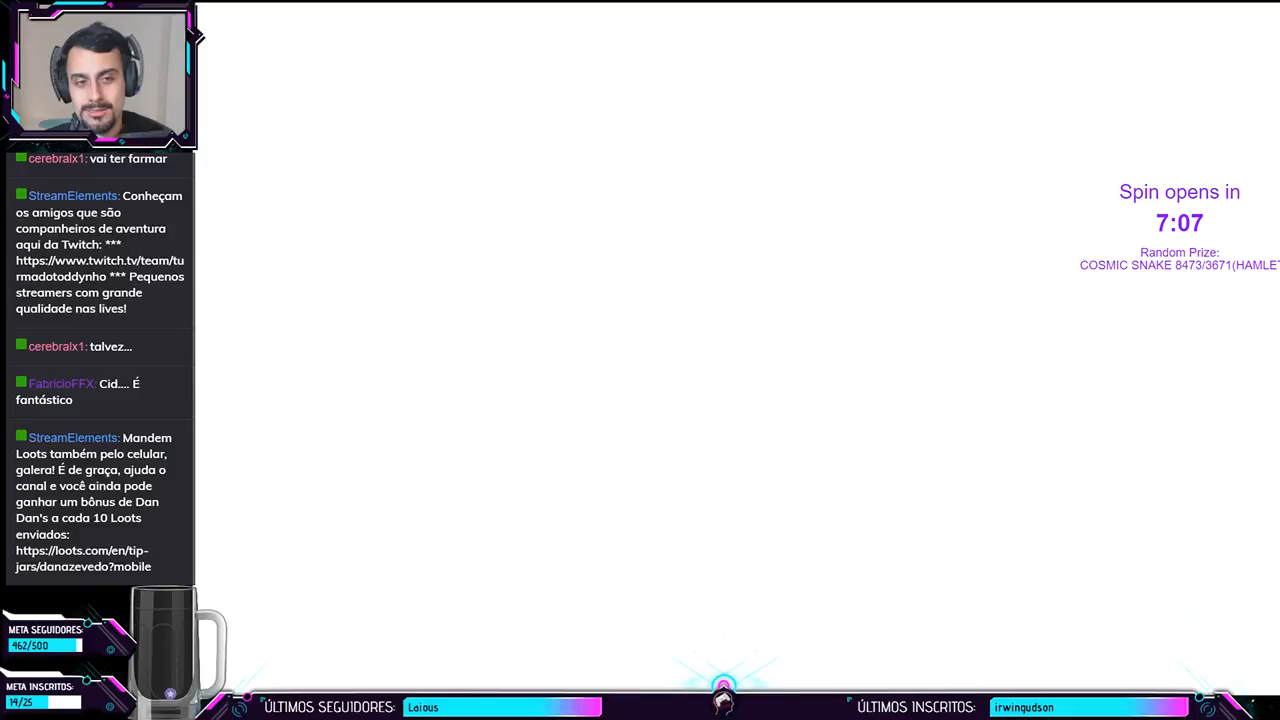 cerebralx1: vai ter farmar
StreamElements: Conheçam
os amigos que são
companheiros de aventura
aqui da Twitch: ***
https://www.twitch.tv/team/tu
rmadotoddynho *** Pequenos
streamers com grande
qualidade nas lives!
cerebralx1: talvez...
FabricioFFX: Cid.... É
fantástico
StreamElements: Mandem
Loots também pelo celular,
galera! É de graça, ajuda o
canal e você ainda pode
ganhar um bônus de Dan
Dan's a cada 10 Loots
enviados:
https://loots.com/en/tip-
jars/danazevedo?mobile
META SEGUIDORES:
462/500
META INSCRITOS:
14/25
Spin opens in
7:07
Random Prize:
COSMIC SNAKE 8473/3671(HAMLET
ÚLTIMOS SEGUIDORES: Laious
ÚLTIMOS INSCRITOS: irwingudson